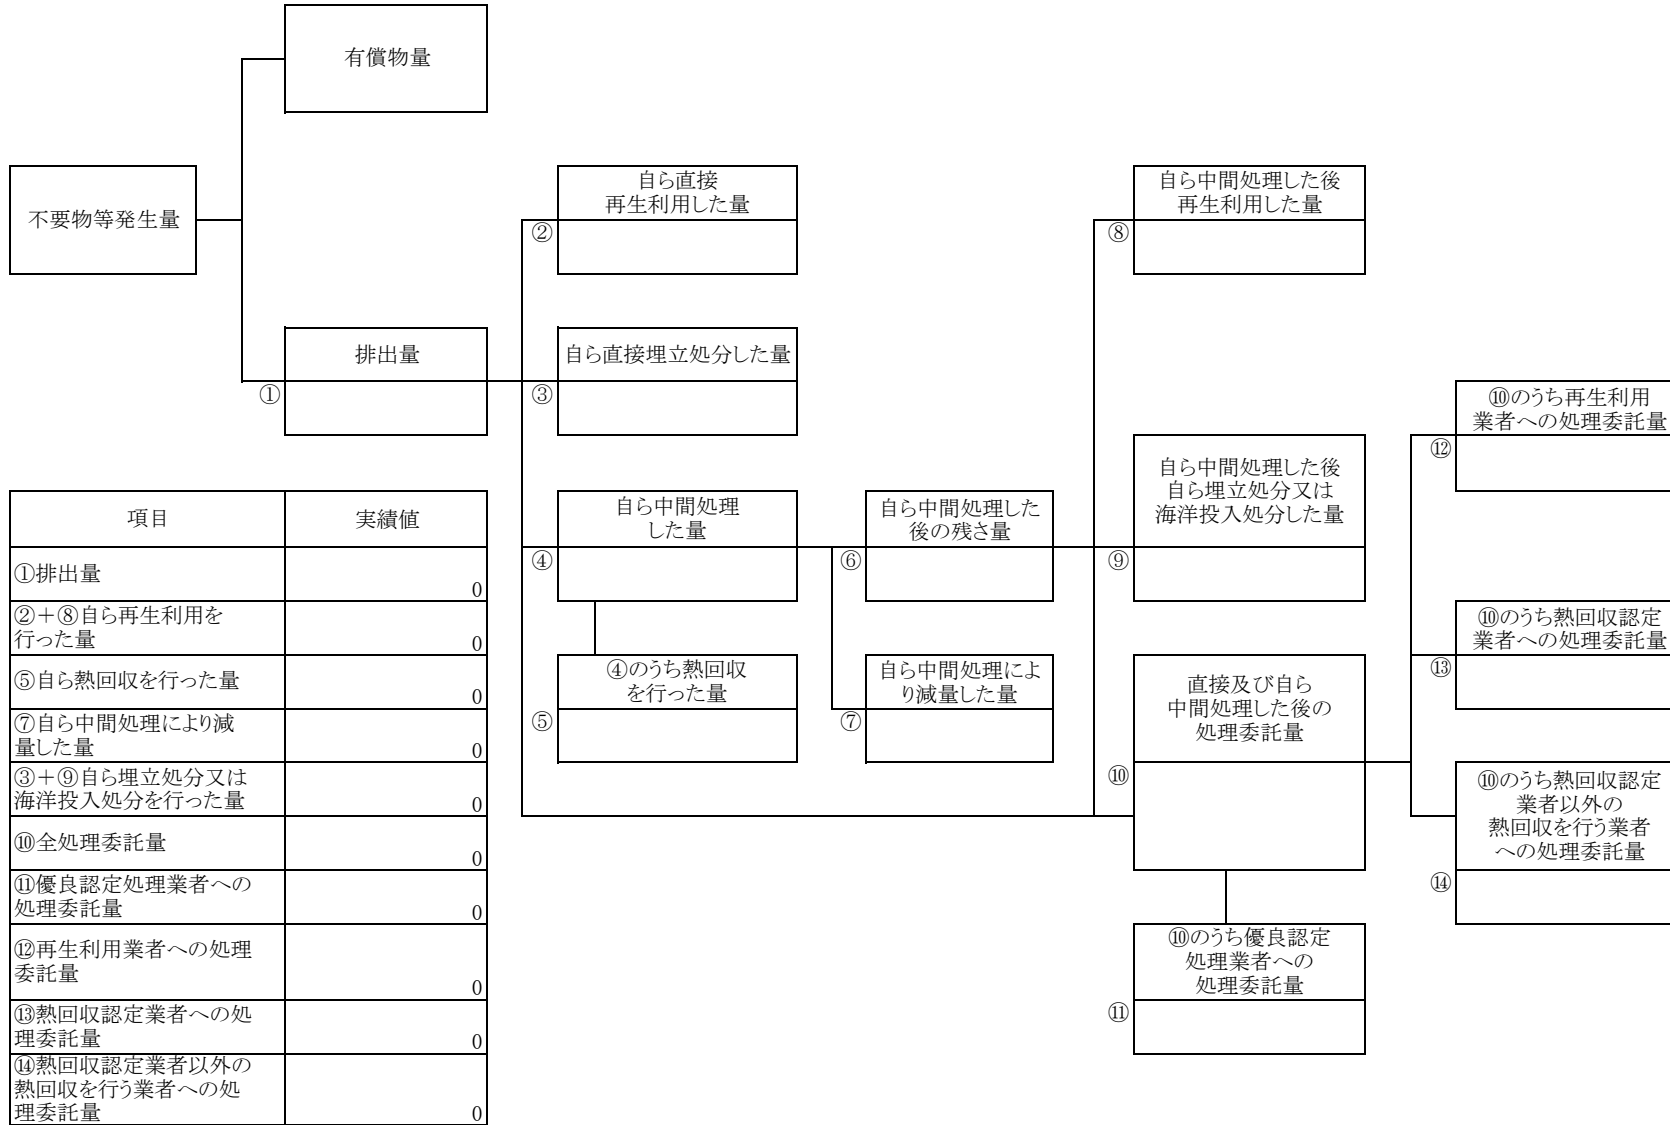 有償物量
不要物等発生量
自ら直接
再生利用した量
②
自ら中間処理した後
再生利用した量
⑧
排出量
①
自ら直接埋立処分した量
③
⑩のうち再生利用
業者への処理委託量
⑫
自ら中間処理
した量
④
自ら中間処理した
後の残さ量
⑥
自ら中間処理した後
自ら埋立処分又は
海洋投入処分した量
⑨
⑩のうち熱回収認定
業者への処理委託量
⑬
④のうち熱回収
を行った量
⑤
自ら中間処理によ
り減量した量
⑦
直接及び自ら
中間処理した後の
処理委託量
⑩
⑩のうち熱回収認定
業者以外の
熱回収を行う業者
への処理委託量
⑭
⑩のうち優良認定
処理業者への
処理委託量
⑪
項目 実績値
①排出量
0
②＋⑧自ら再生利用を
行った量 0
⑤自ら熱回収を行った量
0
⑦自ら中間処理により減
量した量 0
③＋⑨自ら埋立処分又は
海洋投入処分を行った量 0
⑩全処理委託量
0
⑪優良認定処理業者への
処理委託量 0
⑫再生利用業者への処理
委託量
0
⑬熱回収認定業者への処
理委託量 0
⑭熱回収認定業者以外の
熱回収を行う業者への処
理委託量 0